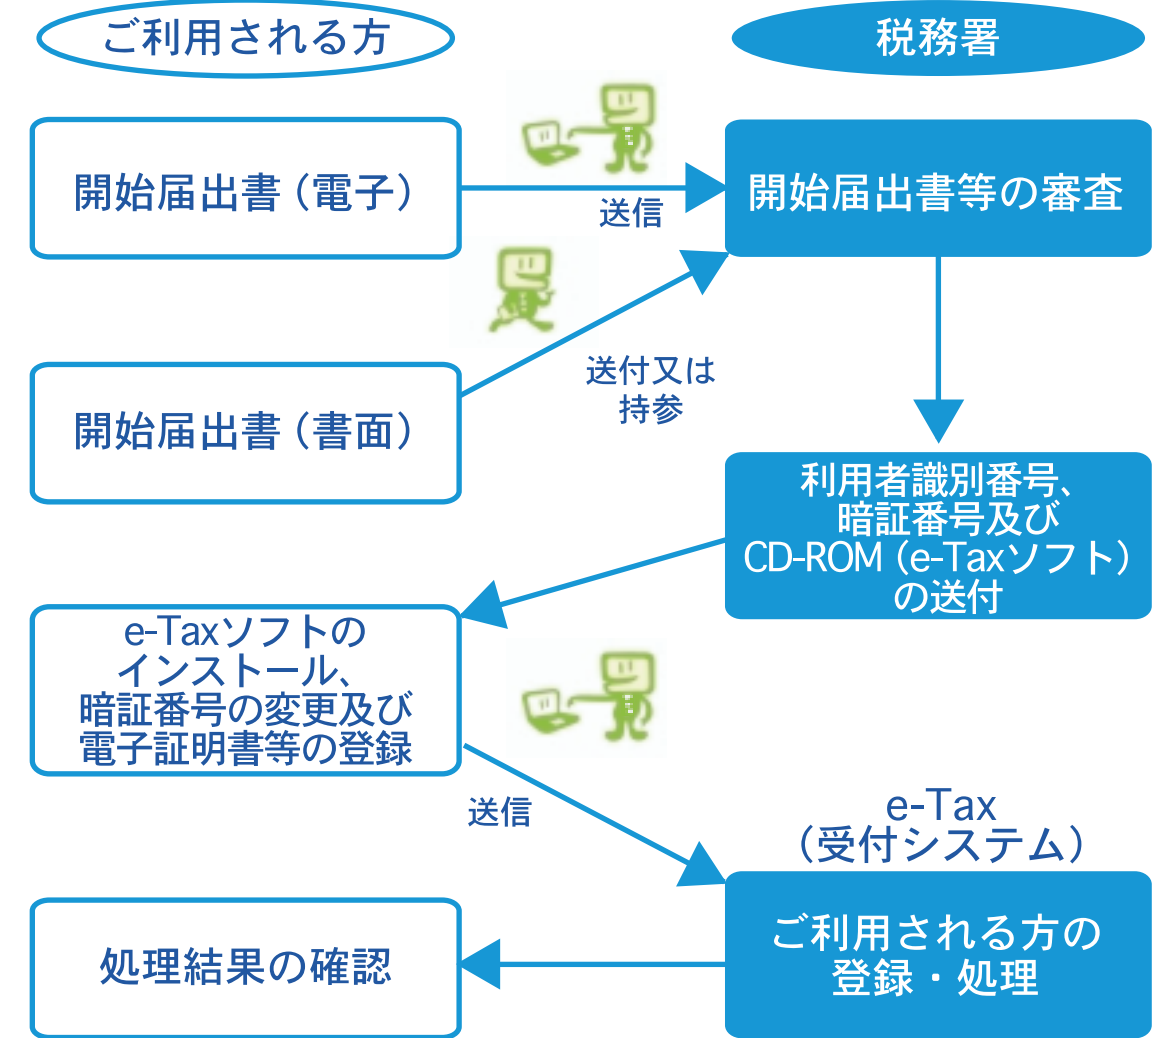 ご利用される方
税務署
開始届出書（電子）
送信
開始届出書等の審査
開始届出書（書面）
送付又は
持参
利用者識別番号、
暗証番号及び
CD-ROM（e-Taxソフト）
の送付
e-Taxソフトの
インストール、
暗証番号の変更及び
電子証明書等の登録
送信
e-Tax
（受付システム）
ご利用される方の
登録・処理
処理結果の確認